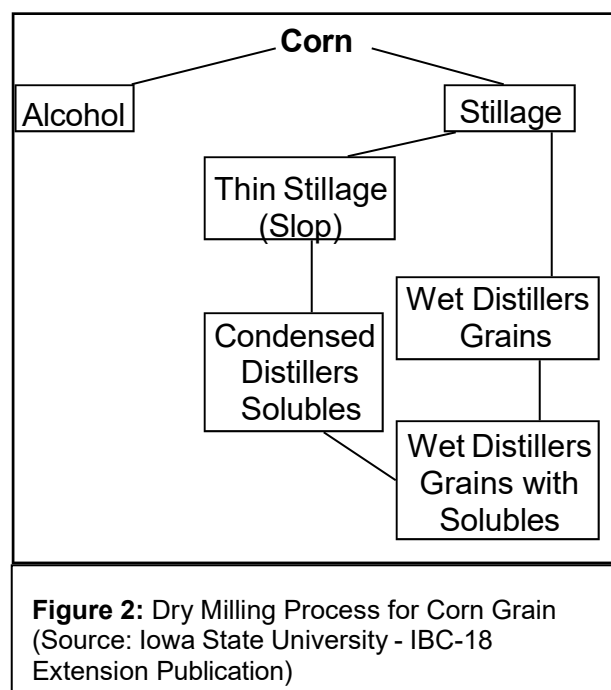 Corn
Alcohol
Stillage
Thin Stillage
(Slop)
Wet Distillers
Grains
Condensed
Distillers
Solubles
Wet Distillers
Grains with
Solubles
Figure 2: Dry Milling Process for Corn Grain
(Source: Iowa State University - IBC-18
Extension Publication)